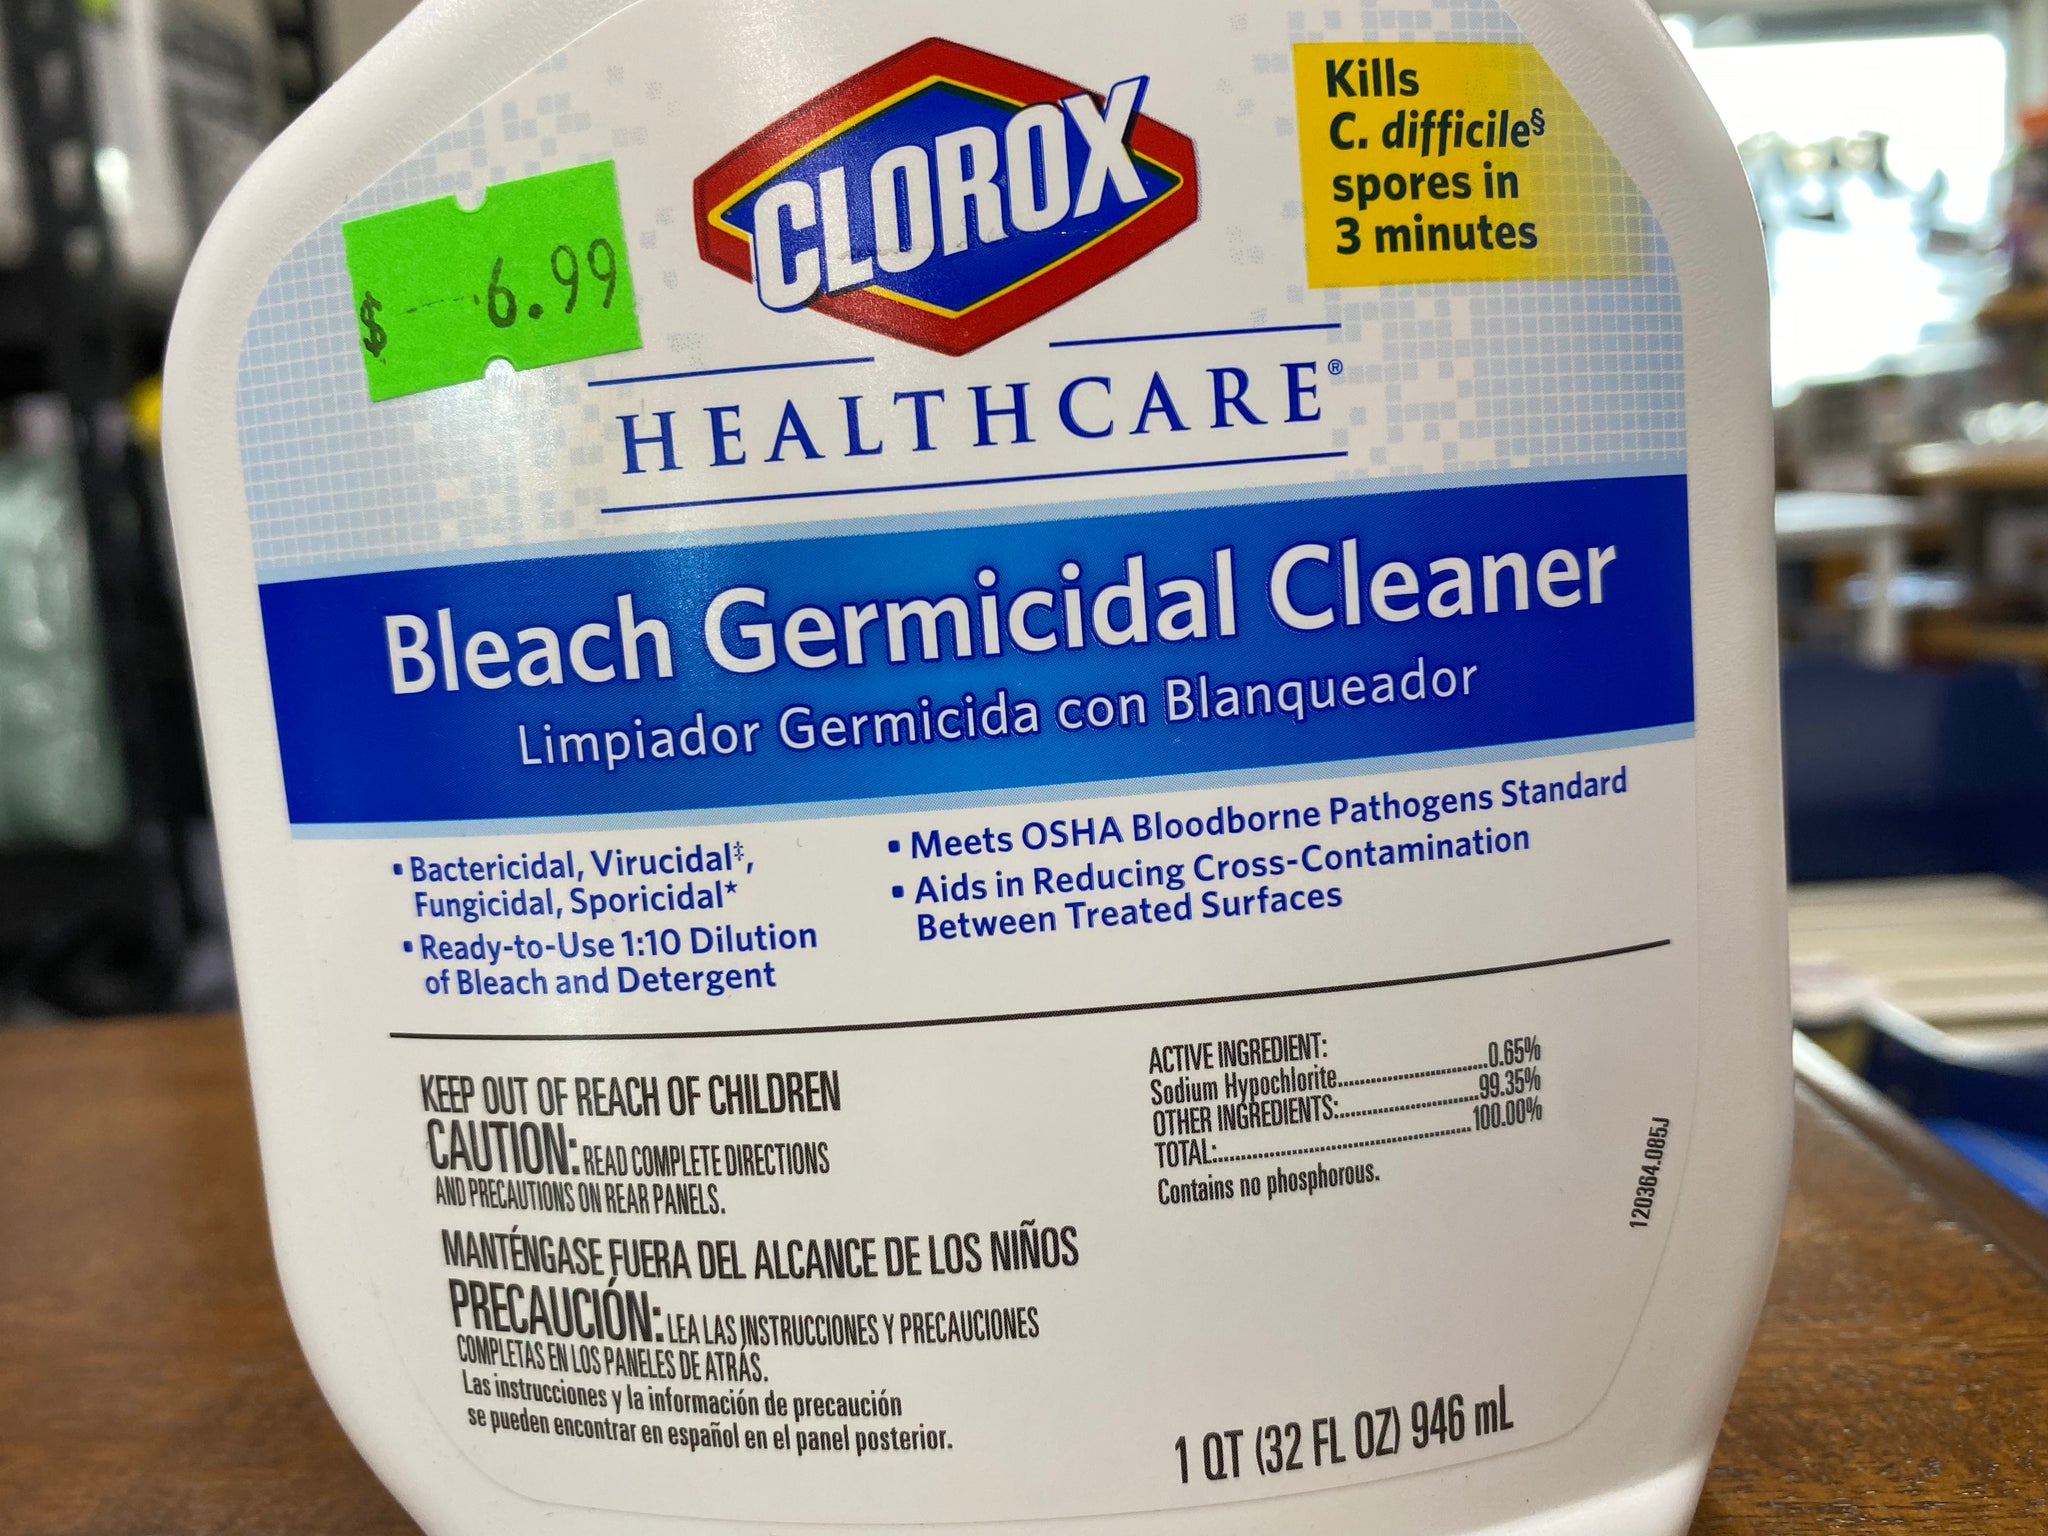 $ 6.99
CLOROX
Kills
C. difficile§
spores in
3 minutes
HEALTHCARE®
Bleach Germicidal Cleaner
Limpiador Germicida con Blanqueador
• Bactericidal, Virucidal‡,
Fungicidal, Sporicidal*
• Ready-to-Use 1:10 Dilution
of Bleach and Detergent
• Meets OSHA Bloodborne Pathogens Standard
• Aids in Reducing Cross-Contamination
Between Treated Surfaces
KEEP OUT OF REACH OF CHILDREN
CAUTION: READ COMPLETE DIRECTIONS
AND PRECAUTIONS ON REAR PANELS.
MANTÉNGASE FUERA DEL ALCANCE DE LOS NIÑOS
PRECAUCIÓN: LEA LAS INSTRUCCIONES Y PRECAUCIONES
COMPLETAS EN LOS PANELES DE ATRÁS.
Las instrucciones y la información de precaución
se pueden encontrar en español en el panel posterior.
ACTIVE INGREDIENT:
Sodium Hypochlorite..........0.65%
OTHER INGREDIENTS:..........99.35%
TOTAL:..........100.00%
Contains no phosphorous.
120364.085J
1 QT (32 FL OZ) 946 mL